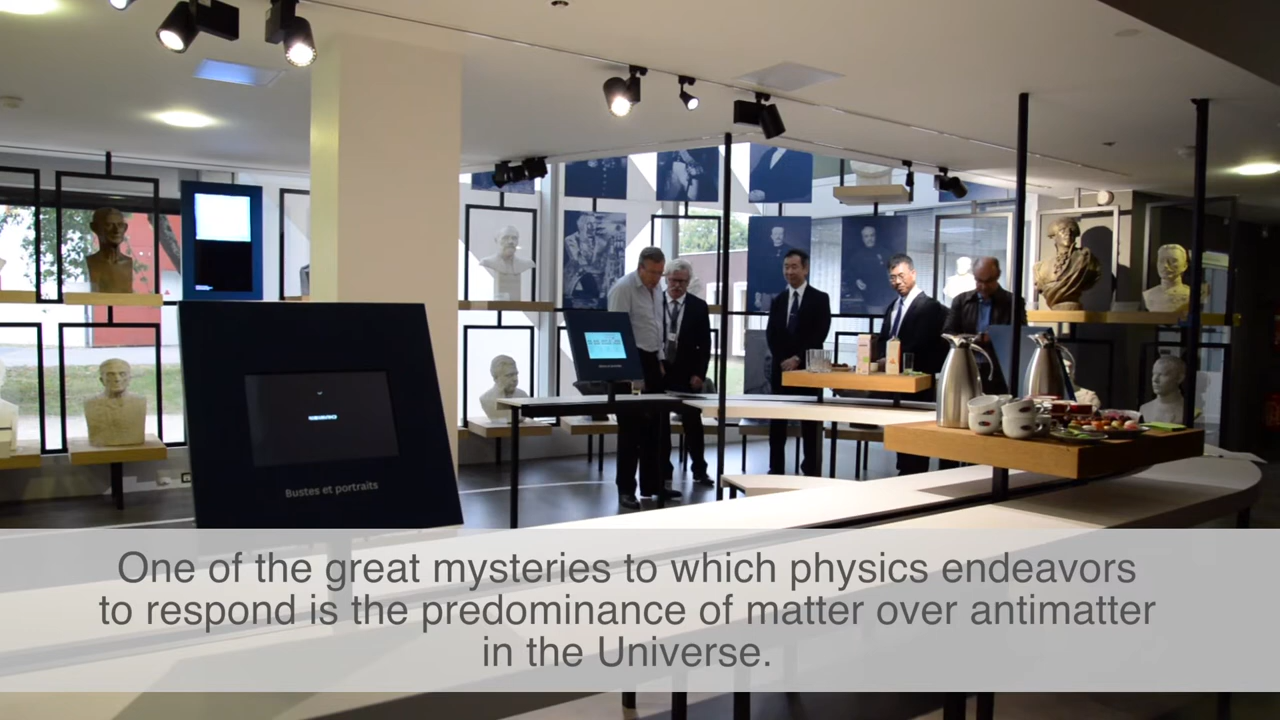 Bustes et portraits
One of the great mysteries to which physics endeavors
to respond is the predominance of matter over antimatter
in the Universe.